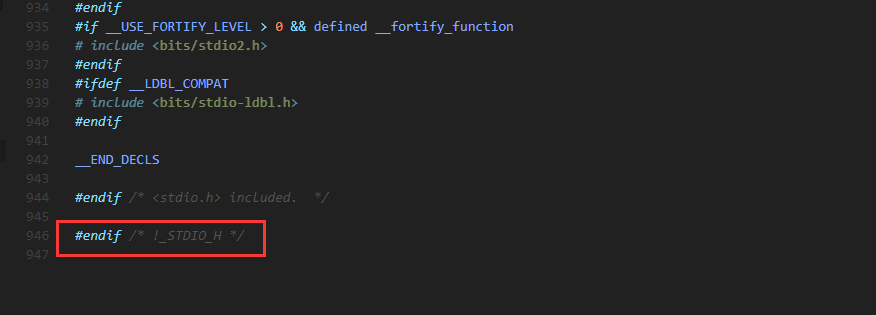 934 #endif
935 #if __USE_FORTIFY_LEVEL > 0 && defined __fortify_function
936 # include <bits/stdio2.h>
937 #endif
938 #ifdef __LDBL_COMPAT
939 # include <bits/stdio-ldbl.h>
940 #endif
941
942 __END_DECLS
943
944 #endif /* <stdio.h> included.  */
945
946 #endif /* !_STDIO_H */
947